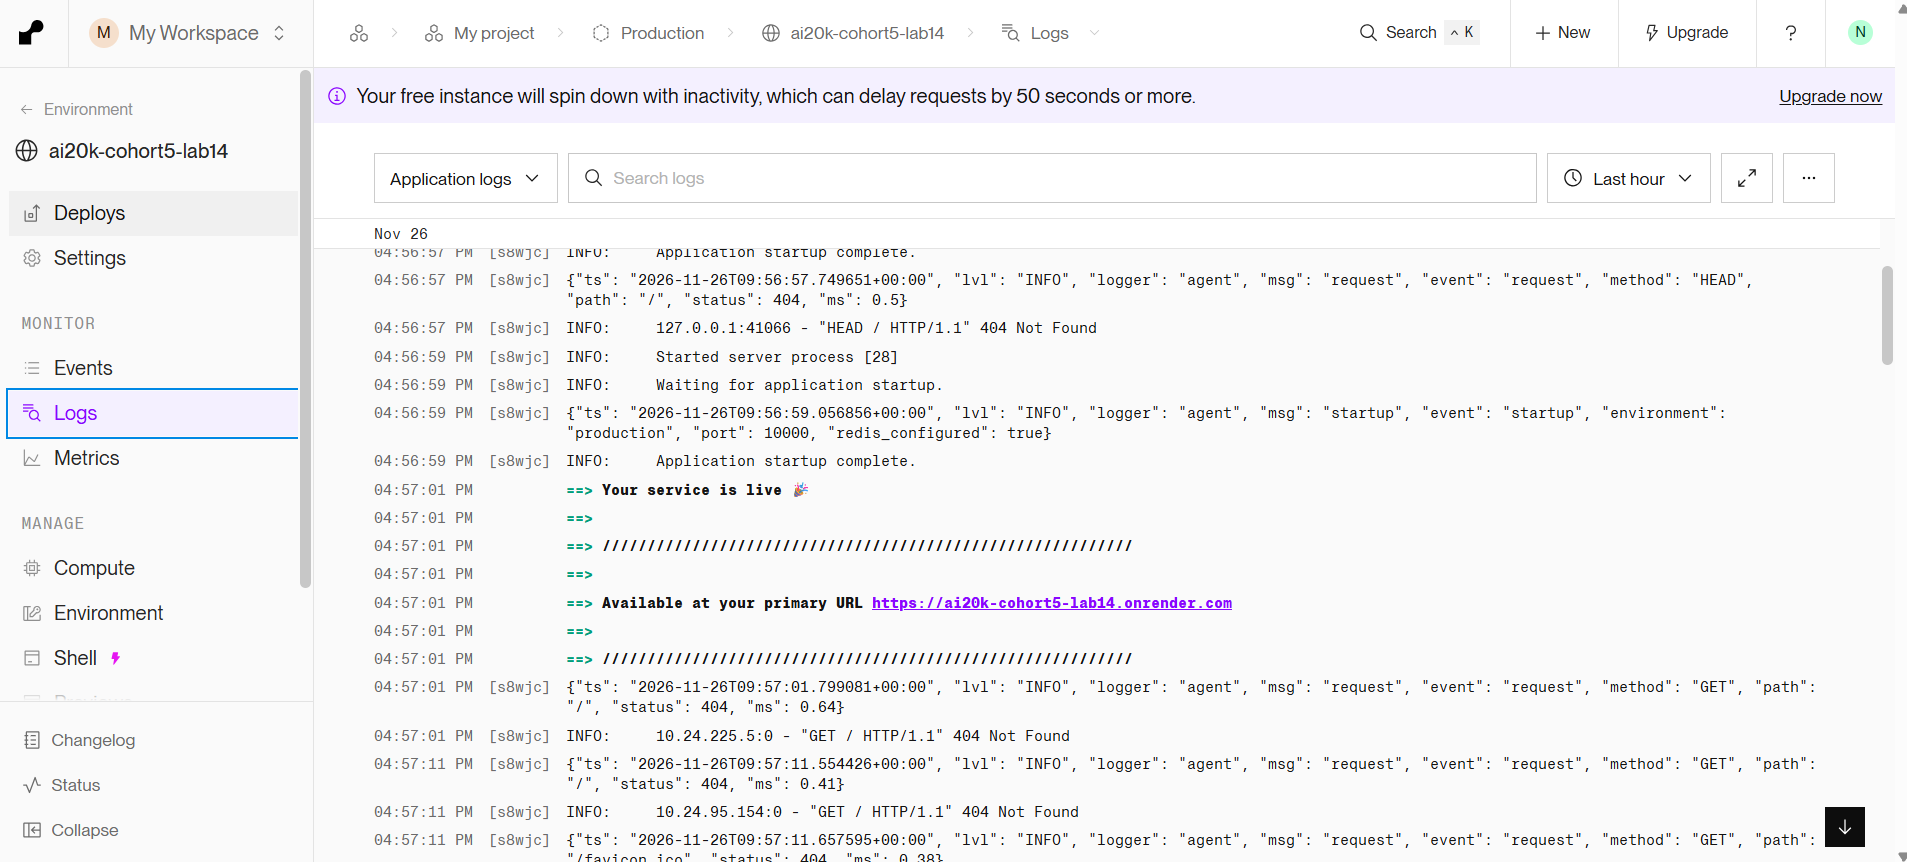 M My Workspace
My project
Production
ai20k-cohort5-lab14
Logs
Search ^ K
+ New
Upgrade
?
N
Your free instance will spin down with inactivity, which can delay requests by 50 seconds or more.
Upgrade now
← Environment
ai20k-cohort5-lab14
Deploys
Settings
MONITOR
Events
Logs
Metrics
MANAGE
Compute
Environment
Shell
Changelog
Status
Collapse
Application logs
Search logs
Last hour
...
Nov 26
04:56:57 PM [s8wjc] INFO: Application startup complete.
04:56:57 PM [s8wjc] {"ts": "2026-11-26T09:56:57.749651+00:00", "lvl": "INFO", "logger": "agent", "msg": "request", "event": "request", "method": "HEAD",
"path": "/", "status": 404, "ms": 0.5}
04:56:57 PM [s8wjc] INFO: 127.0.0.1:41066 - "HEAD / HTTP/1.1" 404 Not Found
04:56:59 PM [s8wjc] INFO: Started server process [28]
04:56:59 PM [s8wjc] INFO: Waiting for application startup.
04:56:59 PM [s8wjc] {"ts": "2026-11-26T09:56:59.056856+00:00", "lvl": "INFO", "logger": "agent", "msg": "startup", "event": "startup", "environment":
"production", "port": 10000, "redis_configured": true}
04:56:59 PM [s8wjc] INFO: Application startup complete.
04:57:01 PM ==> Your service is live 🎉
04:57:01 PM ==>
04:57:01 PM ==> ///////////////////////////////////////////////////////////
04:57:01 PM ==>
04:57:01 PM ==> Available at your primary URL https://ai20k-cohort5-lab14.onrender.com
04:57:01 PM ==>
04:57:01 PM ==> ///////////////////////////////////////////////////////////
04:57:01 PM [s8wjc] {"ts": "2026-11-26T09:57:01.799081+00:00", "lvl": "INFO", "logger": "agent", "msg": "request", "event": "request", "method": "GET", "path":
"/", "status": 404, "ms": 0.64}
04:57:01 PM [s8wjc] INFO: 10.24.225.5:0 - "GET / HTTP/1.1" 404 Not Found
04:57:11 PM [s8wjc] {"ts": "2026-11-26T09:57:11.554426+00:00", "lvl": "INFO", "logger": "agent", "msg": "request", "event": "request", "method": "GET", "path":
"/", "status": 404, "ms": 0.41}
04:57:11 PM [s8wjc] INFO: 10.24.95.154:0 - "GET / HTTP/1.1" 404 Not Found
04:57:11 PM [s8wjc] {"ts": "2026-11-26T09:57:11.657595+00:00", "lvl": "INFO", "logger": "agent", "msg": "request", "event": "request", "method": "GET", "path":
"/favicon.ico", "status": 404, "ms": 0.38}